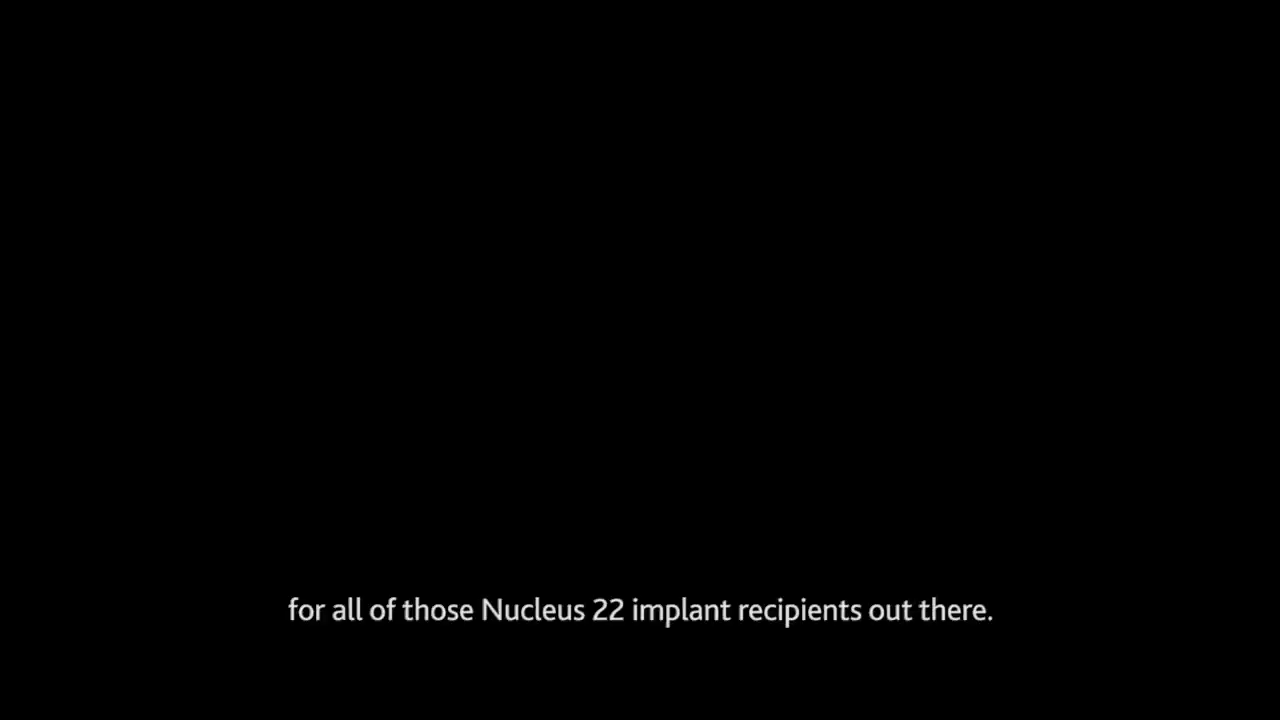 for all of those Nucleus 22 implant recipients out there.